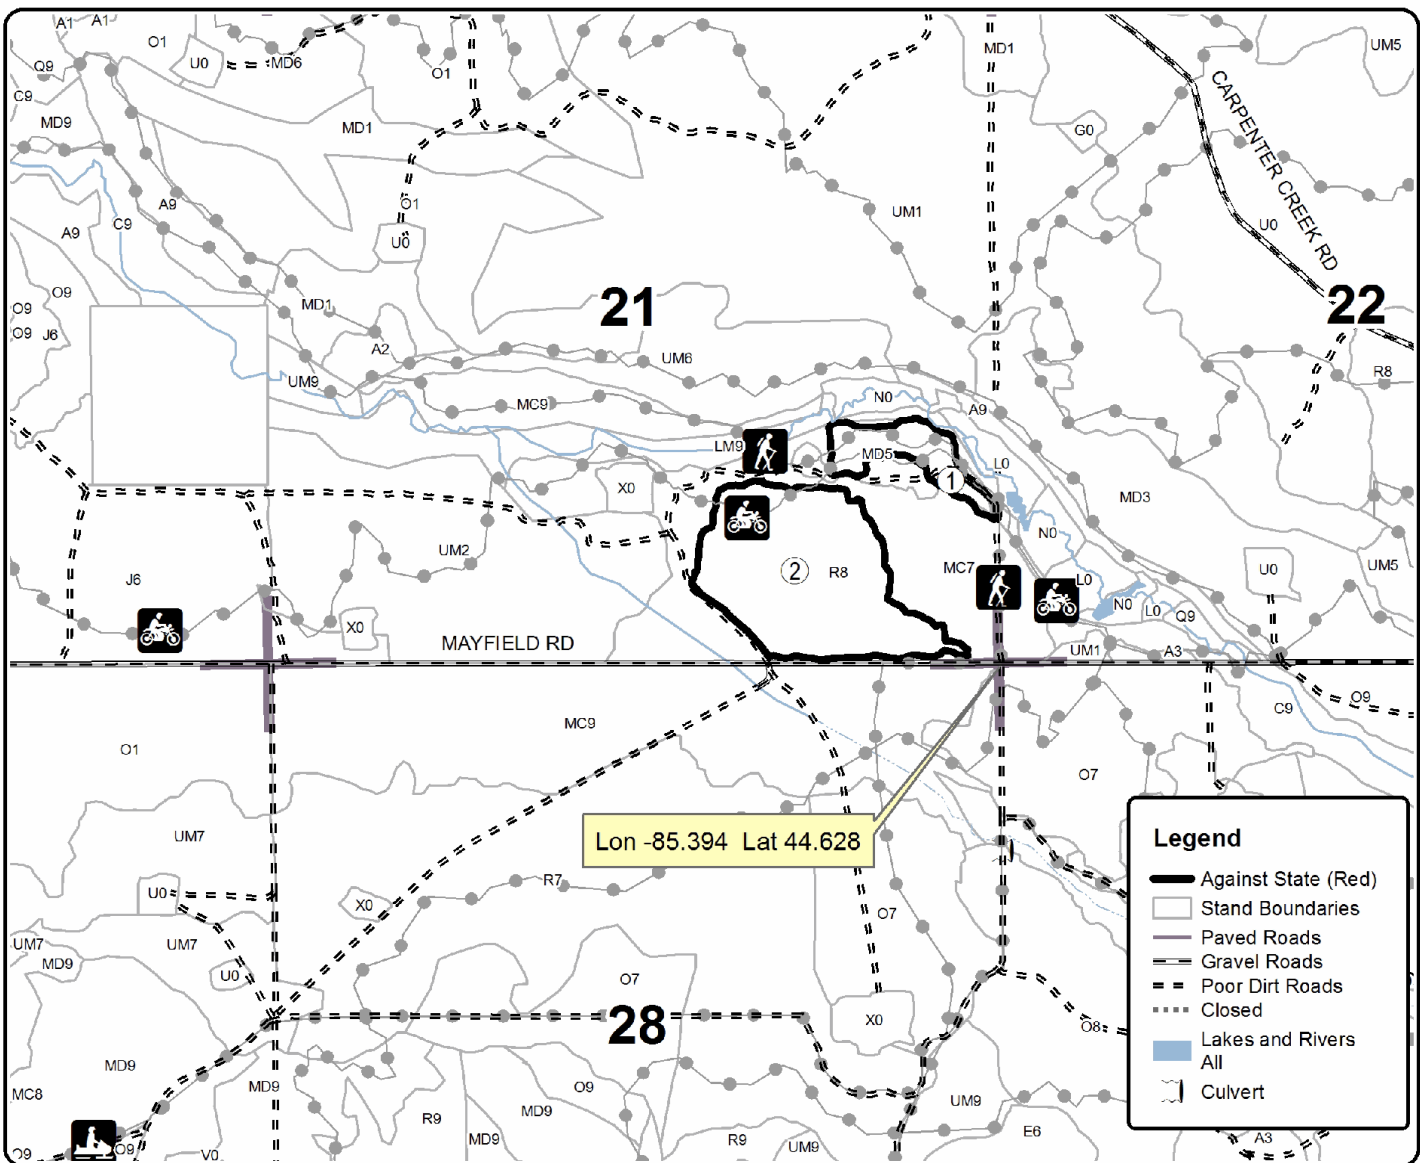 A1
A1
O1
MD1
UM5
Q9
U0
MD6
O1
C9
CARPENTER CREEK RD
MD9
MD1
G0
A9
O1
UM1
C9
U0
A9
U0
O9
MD1
21
22
O9
O9
J6
A2
UM6
R8
UM9
N0
MC9
A9
LM9
MD5
L0
X0
1
MD3
N0
UM2
2
R8
MC7
U0
UM5
J6
L0
N0
L0
Q9
X0
MAYFIELD RD
UM1
A3
O9
C9
MC9
O1
O7
Lon -85.394 Lat 44.628
UM7
Legend
Against State (Red)
R7
U0
X0
Stand Boundaries
O7
UM7
UM7
Paved Roads
MD9
Gravel Roads
U0
O7
Poor Dirt Roads
Closed
28
X0
O8
Lakes and Rivers
All
MD9
MD9
O9
MC8
Culvert
UM9
MD9
R9
E6
MD9
R9
UM9
A3
O9
O9
V0